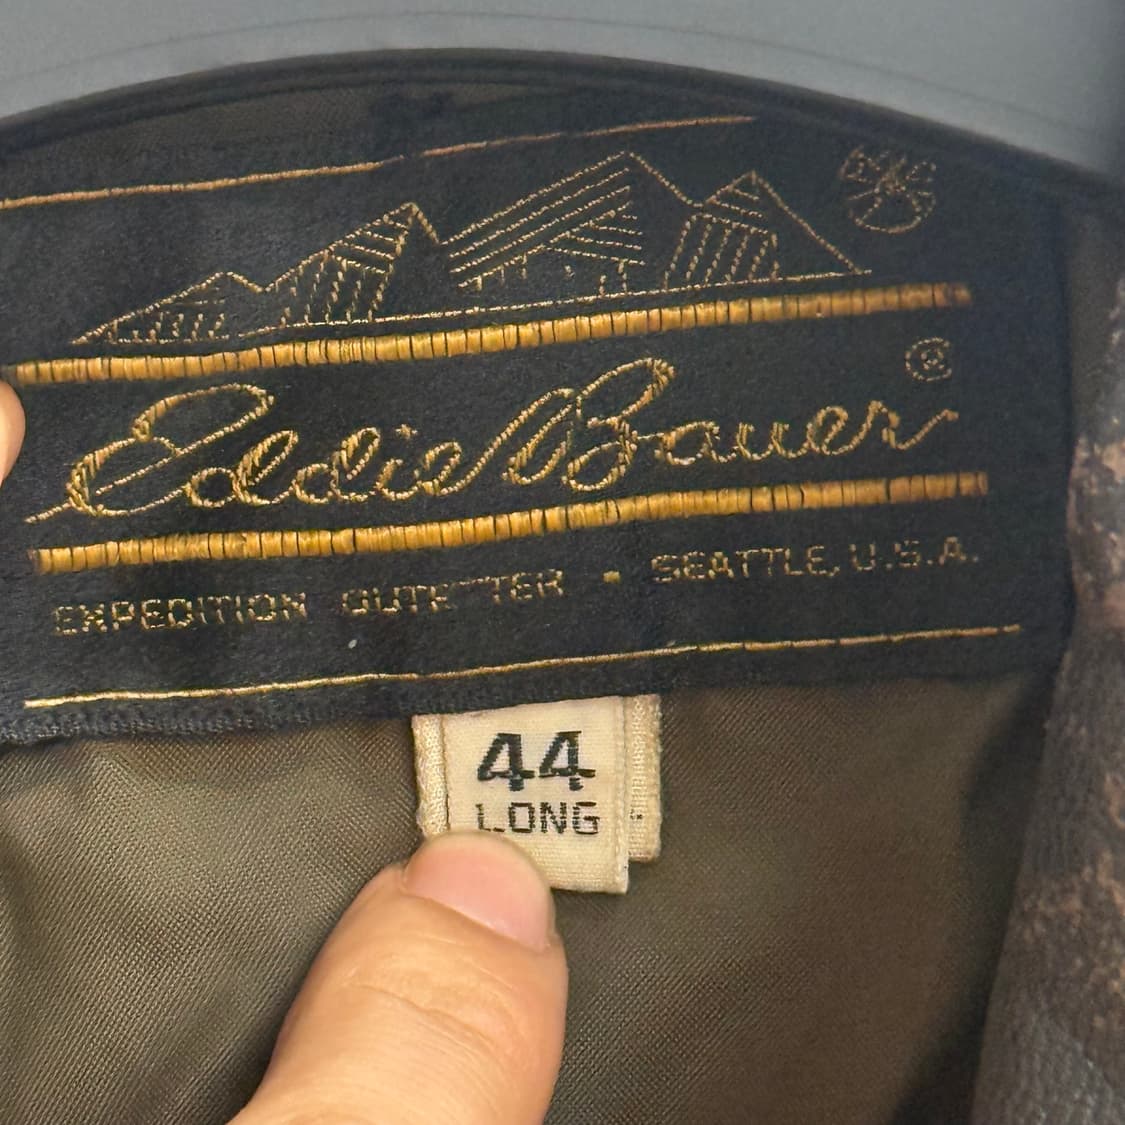 Eddie Bauer ®
EXPEDITION OUTFITTER • SEATTLE, U.S.A.
44
LONG